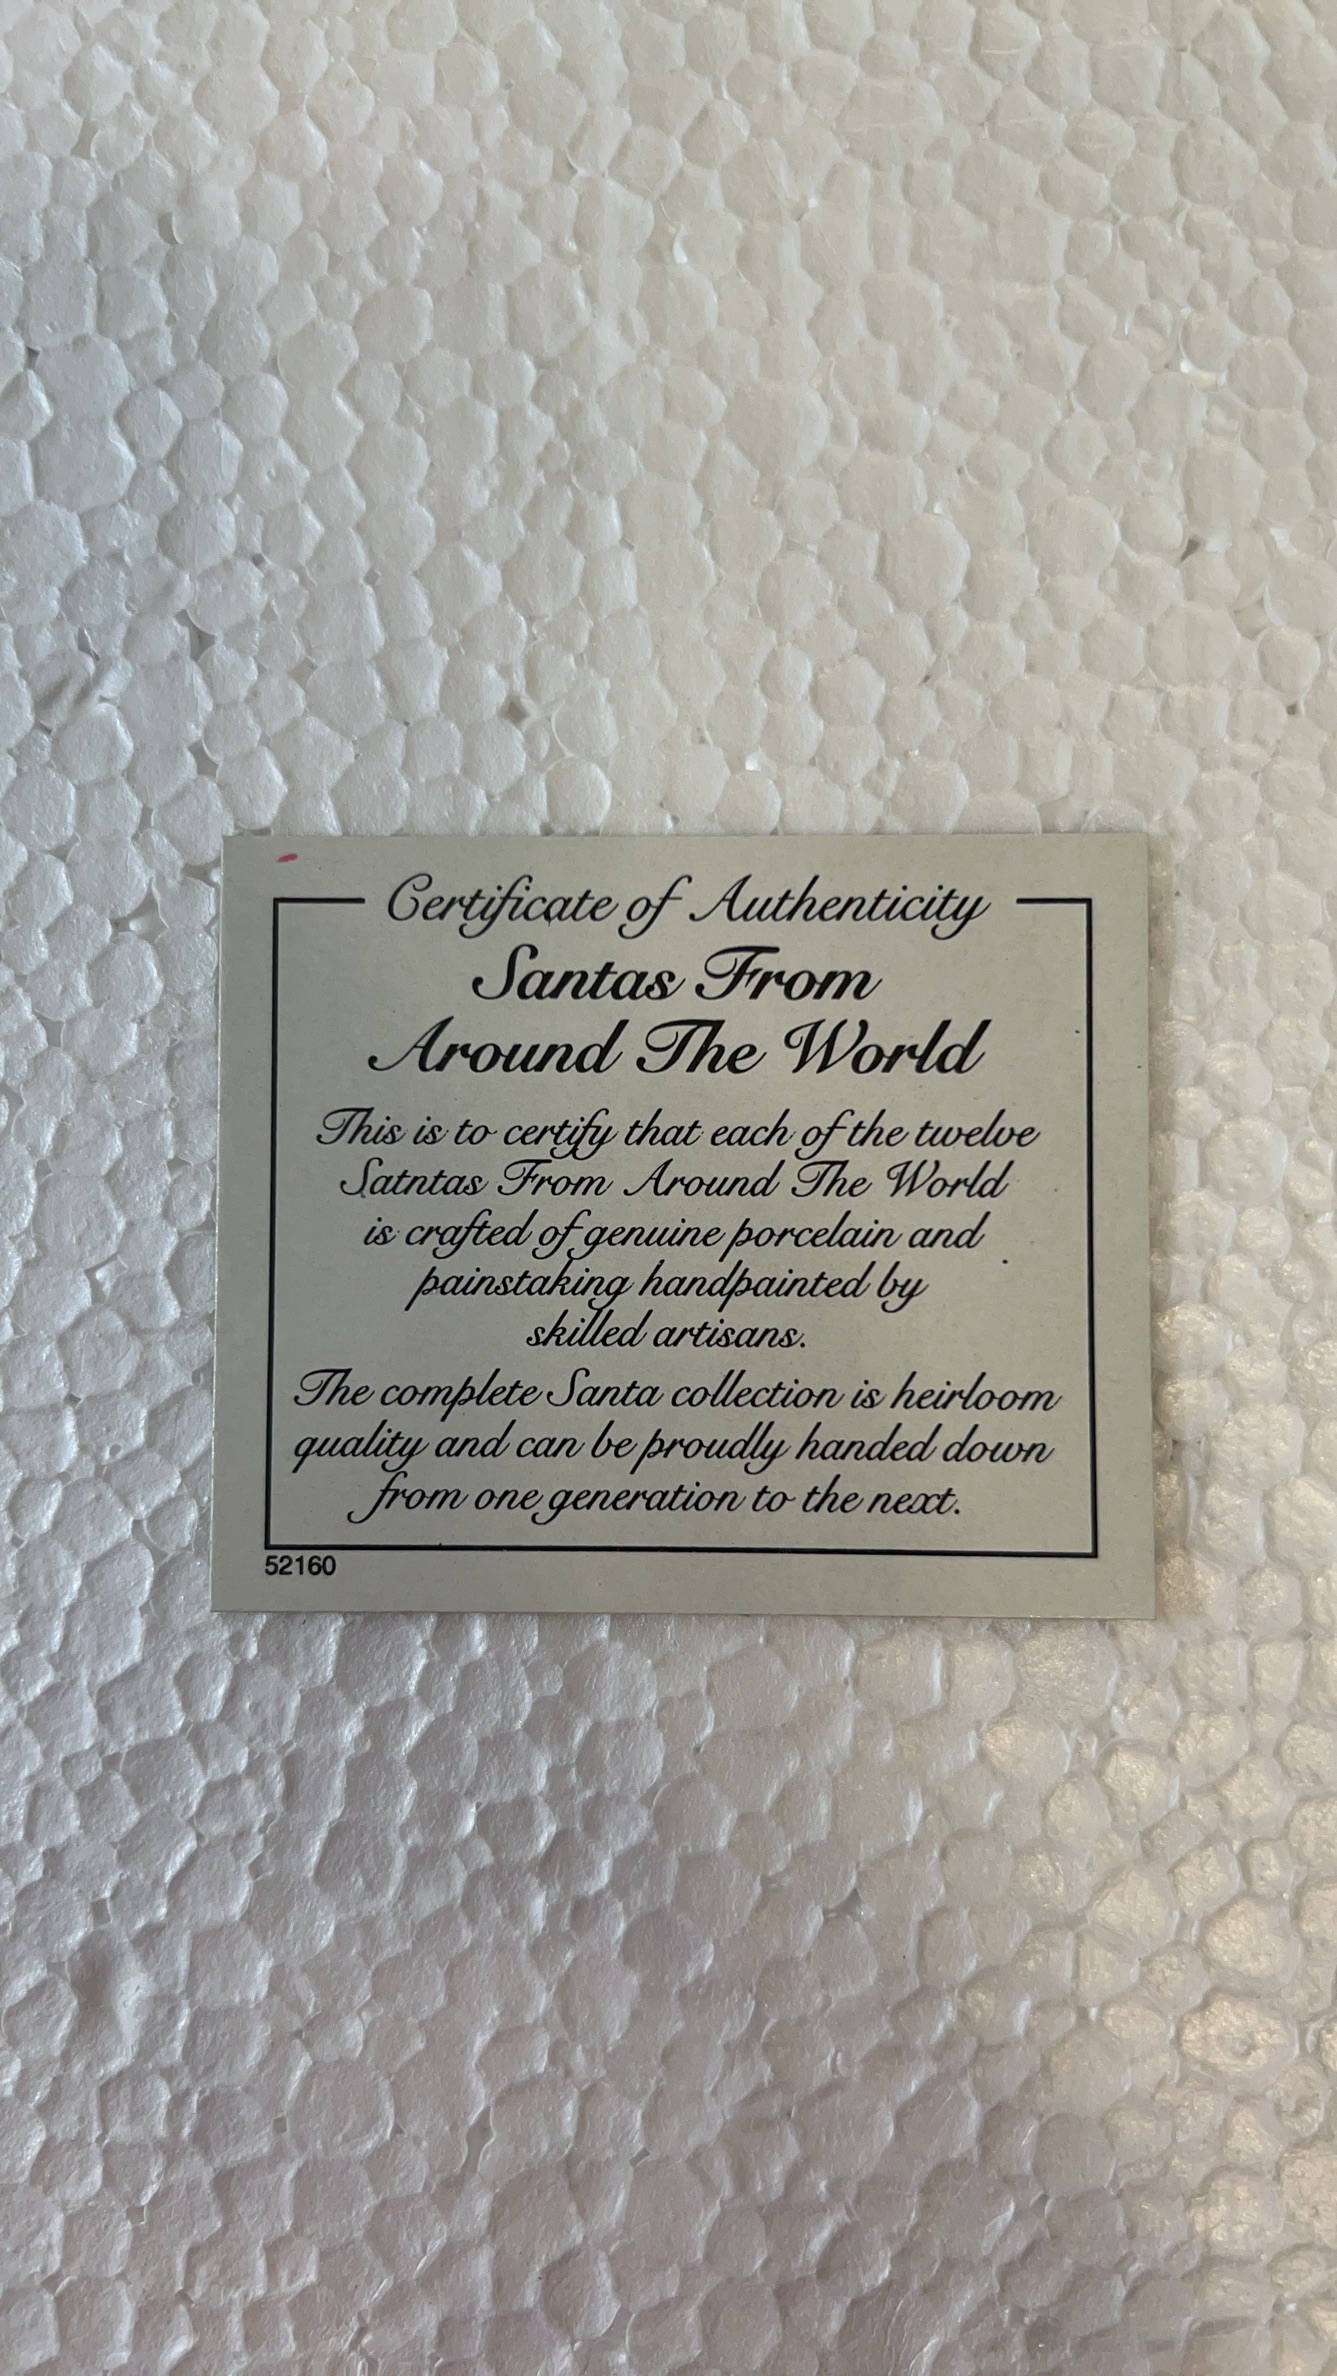 Certificate of Authenticity
Santas From
Around The World
This is to certify that each of the twelve
Satntas From Around The World
is crafted of genuine porcelain and
painstaking handpainted by
skilled artisans.
The complete Santa collection is heirloom
quality and can be proudly handed down
from one generation to the next.
52160